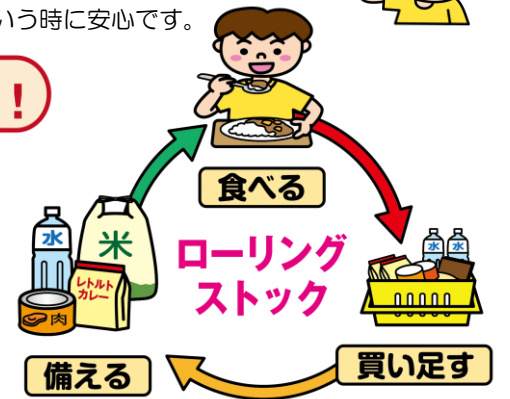 いう時に安心です。
！
食べる
水
米
レトルト
カレー
肉
ローリング
ストック
水
水
備える
買い足す